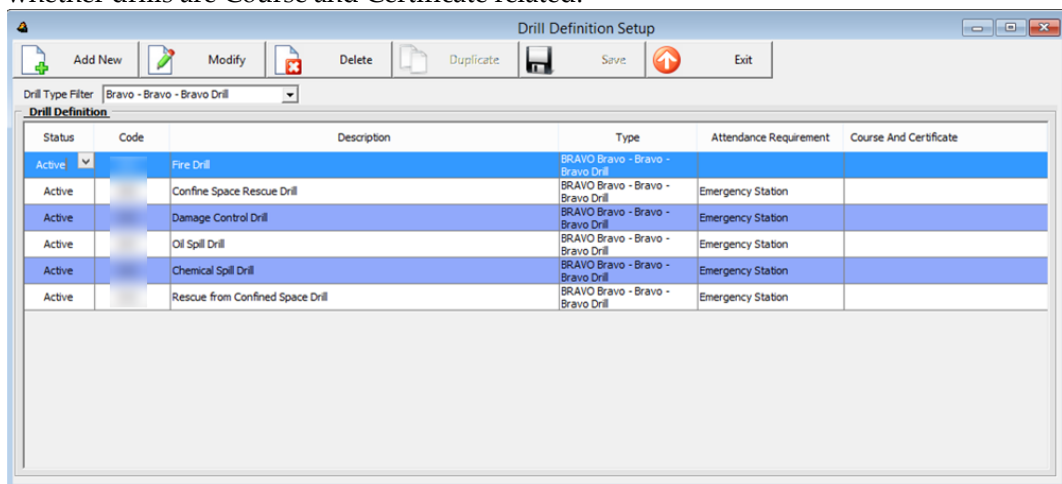 whether drills are Course and Certificate related.
Drill Definition Setup
Add New Modify Delete Duplicate Save Exit
Drill Type Filter Bravo - Bravo - Bravo Drill
Drill Definition
Status Code Description Type Attendance Requirement Course And Certificate
Active Fire Drill BRAVO Bravo - Bravo -
Bravo Drill
Active Confine Space Rescue Drill BRAVO Bravo - Bravo -
Bravo Drill Emergency Station
Active Damage Control Drill BRAVO Bravo - Bravo -
Bravo Drill Emergency Station
Active Oil Spill Drill BRAVO Bravo - Bravo -
Bravo Drill Emergency Station
Active Chemical Spill Drill BRAVO Bravo - Bravo -
Bravo Drill Emergency Station
Active Rescue from Confined Space Drill BRAVO Bravo - Bravo -
Bravo Drill Emergency Station